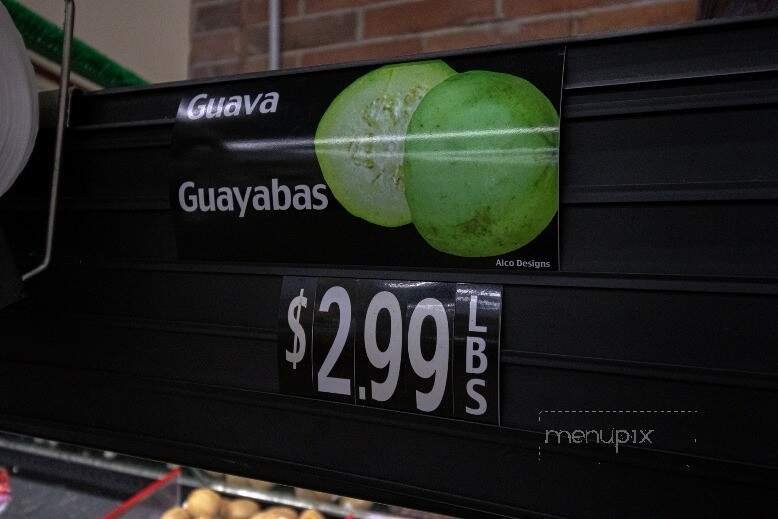 Guava
Guayabas
Alco Designs
$2.99 LBS
menupix